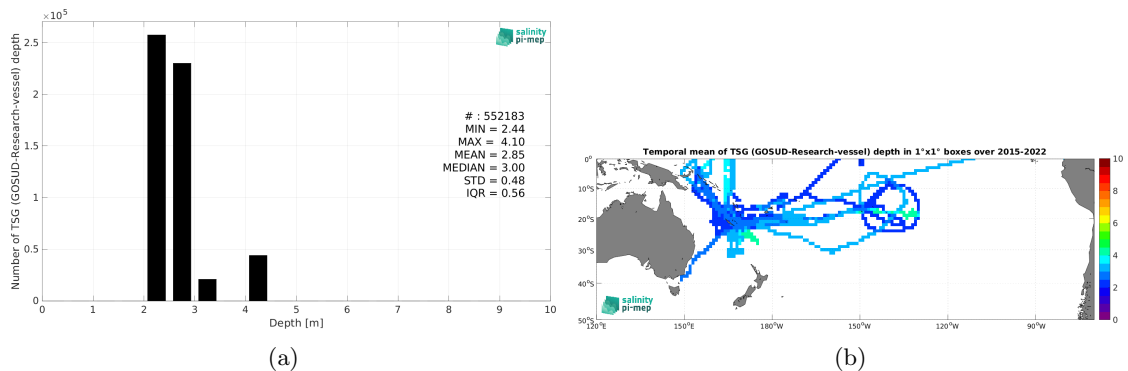 ×10⁵
Number of TSG (GOSUD-Research-vessel) depth
2.5
2
1.5
1
0.5
0
0 1 2 3 4 5 6 7 8 9 10
Depth [m]
salinity
pi-mep
# : 552183
MIN = 2.44
MAX = 4.10
MEAN = 2.85
MEDIAN = 3.00
STD = 0.48
IQR = 0.56
(a)
Temporal mean of TSG (GOSUD-Research-vessel) depth in 1°x1° boxes over 2015-2022
0°
10°S
20°S
30°S
40°S
50°S
120°E 150°E 180°W 150°W 120°W 90°W
salinity
pi-mep
10
8
6
4
2
0
(b)